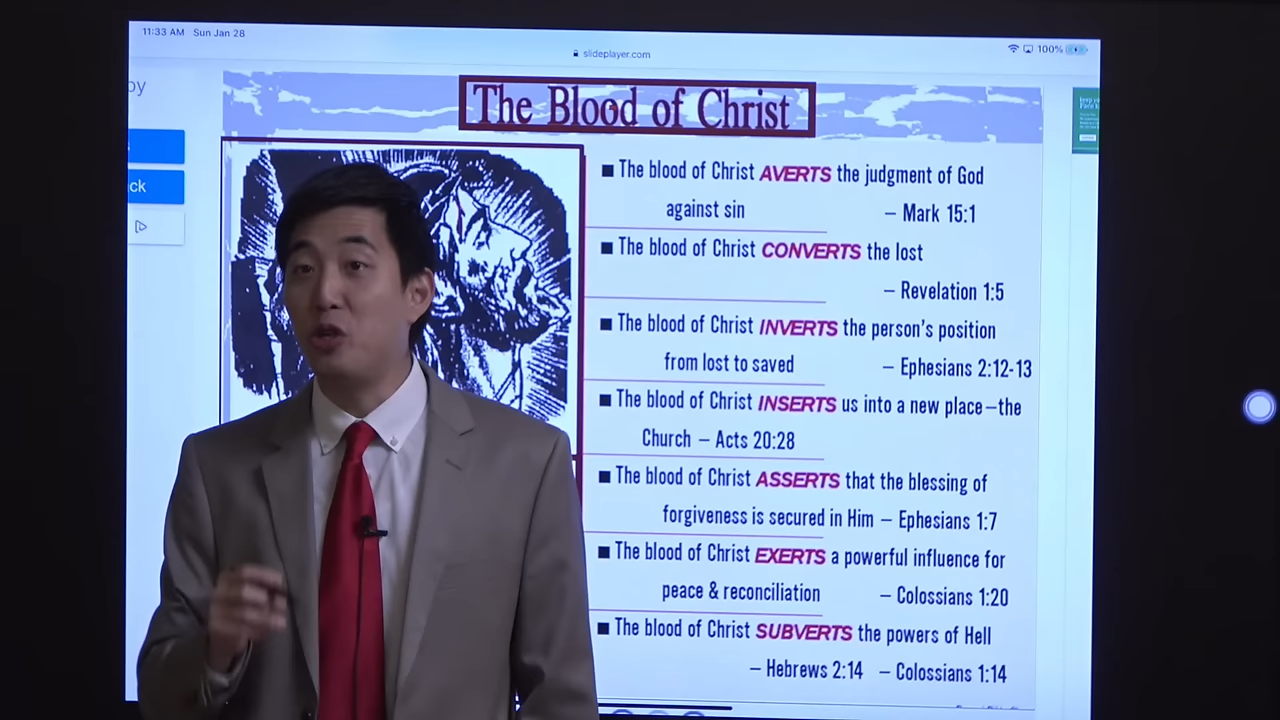 11:33 AM Sun Jan 28
slideplayer.com
100%
by
ck
The Blood of Christ
■ The blood of Christ AVERTS the judgment of God
against sin – Mark 15:1
■ The blood of Christ CONVERTS the lost
– Revelation 1:5
■ The blood of Christ INVERTS the person's position
from lost to saved – Ephesians 2:12-13
■ The blood of Christ INSERTS us into a new place–the
Church – Acts 20:28
■ The blood of Christ ASSERTS that the blessing of
forgiveness is secured in Him – Ephesians 1:7
■ The blood of Christ EXERTS a powerful influence for
peace & reconciliation – Colossians 1:20
■ The blood of Christ SUBVERTS the powers of Hell
– Hebrews 2:14 – Colossians 1:14